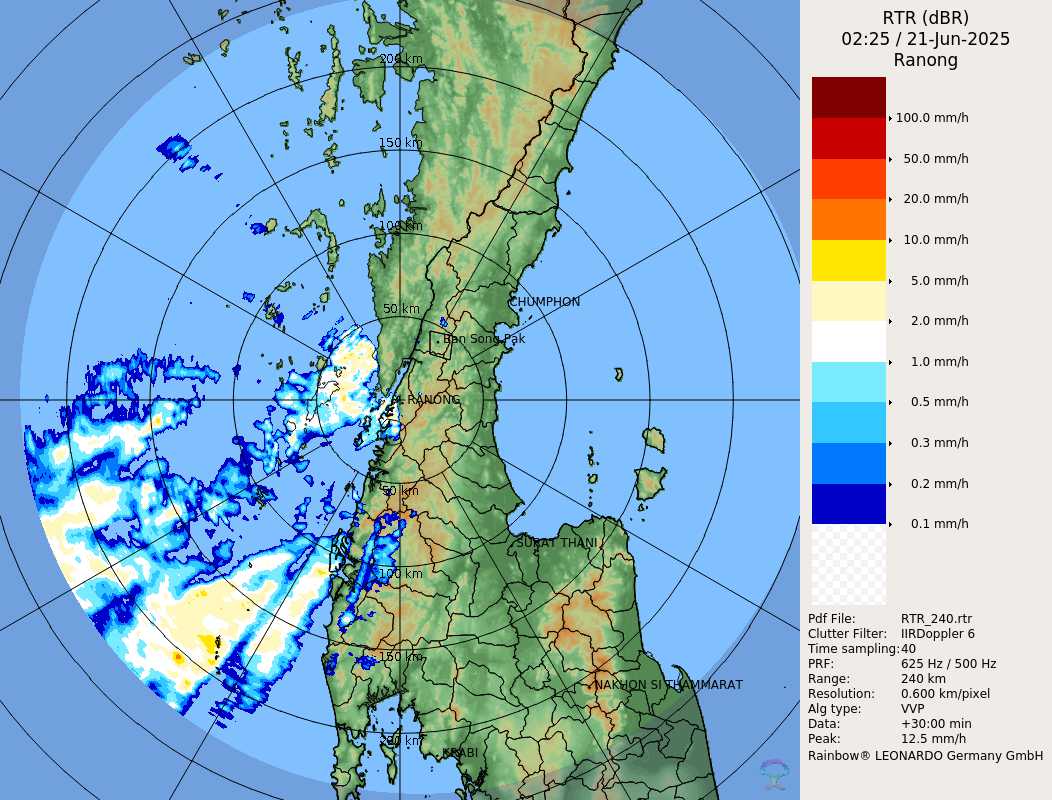 RTR (dBR)
02:25 / 21-Jun-2025
Ranong
100.0 mm/h
50.0 mm/h
20.0 mm/h
10.0 mm/h
5.0 mm/h
2.0 mm/h
1.0 mm/h
0.5 mm/h
0.3 mm/h
0.2 mm/h
0.1 mm/h
Pdf File: RTR_240.rtr
Clutter Filter: IIRDoppler 6
Time sampling:40
PRF: 625 Hz / 500 Hz
Range: 240 km
Resolution: 0.600 km/pixel
Alg type: VVP
Data: +30:00 min
Peak: 12.5 mm/h
Rainbow® LEONARDO Germany GmbH
200 km
150 km
100 km
CHUMPHON
50 km
Ban Song Pak
RANONG
50 km
SURAT THANI
100 km
150 km
NAKHON SI THAMMARAT
200 km
KRABI